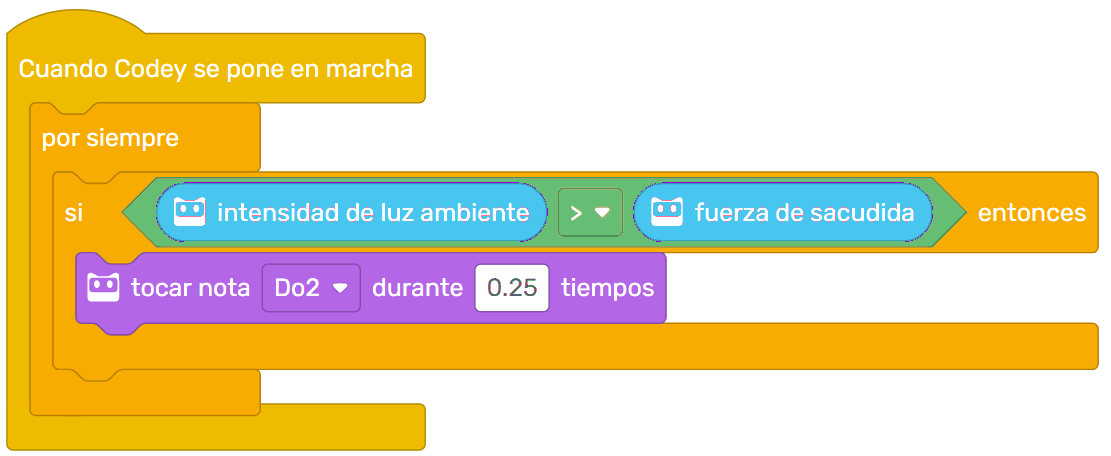 Cuando Codey se pone en marcha
por siempre
si intensidad de luz ambiente > fuerza de sacudida entonces
tocar nota Do2 durante 0.25 tiempos